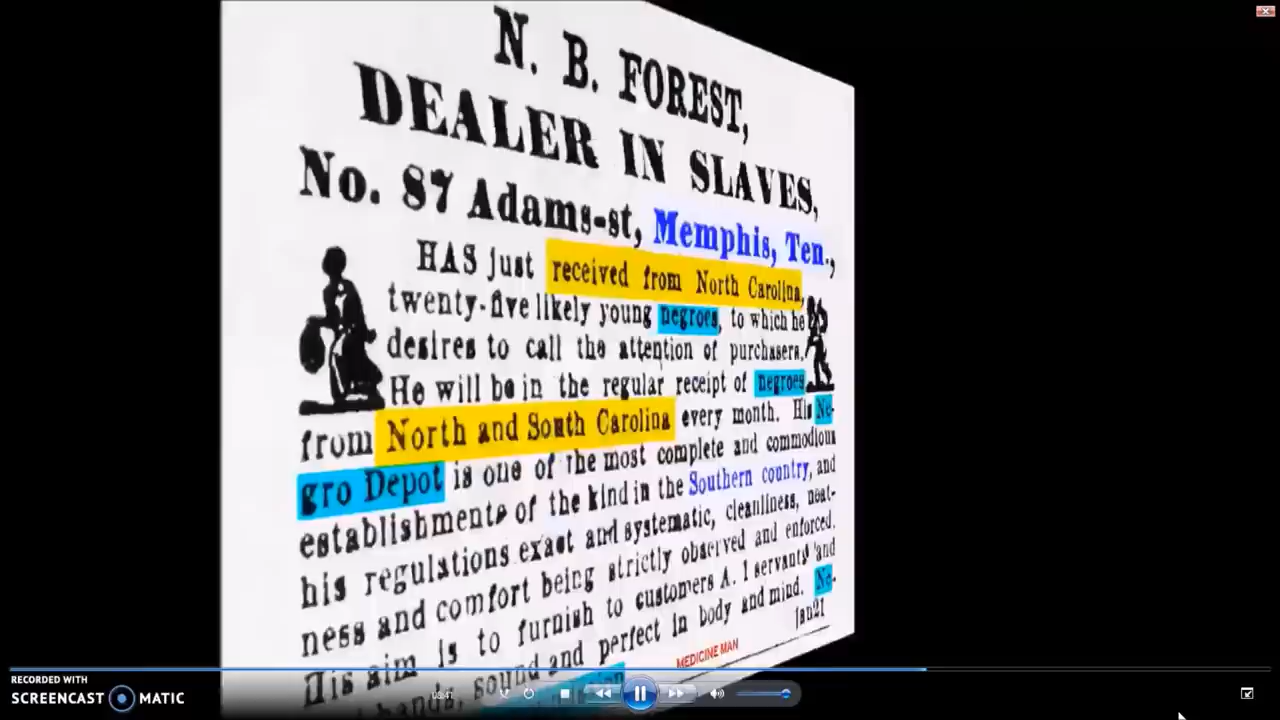 N. B. FOREST,
DEALER IN SLAVES,
No. 87 Adams-st, Memphis, Ten.,
HAS just received from North Carolina,
twenty-five likely young negroes, to which he
desires to call the attention of purchasers.
He will be in the regular receipt of negroes
from North and South Carolina every month. His Ne-
gro Depot is one of the most complete and commodious
establishments of the kind in the Southern country, and
his regulations exact and systematic, cleanliness, neat-
ness and comfort being strictly observed and enforced.
His aim is to furnish to customers A. 1 servants and
hands, sound and perfect in body and mind. Ne-
jan21
MEDICINE MAN
RECORDED WITH
SCREENCAST MATIC
08:41